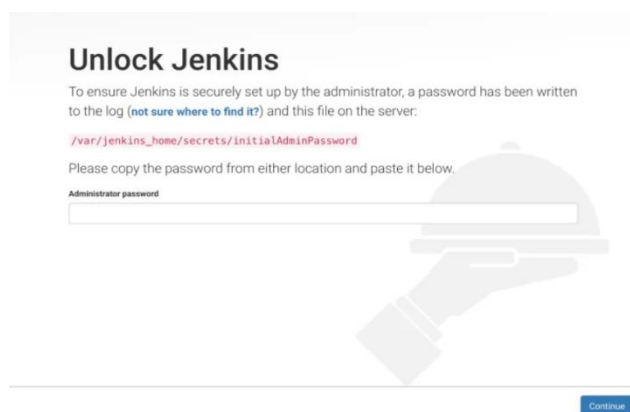 Unlock Jenkins
To ensure Jenkins is securely set up by the administrator, a password has been written
to the log (not sure where to find it?) and this file on the server:
/var/jenkins_home/secrets/initialAdminPassword
Please copy the password from either location and paste it below.
Administrator password
Continue